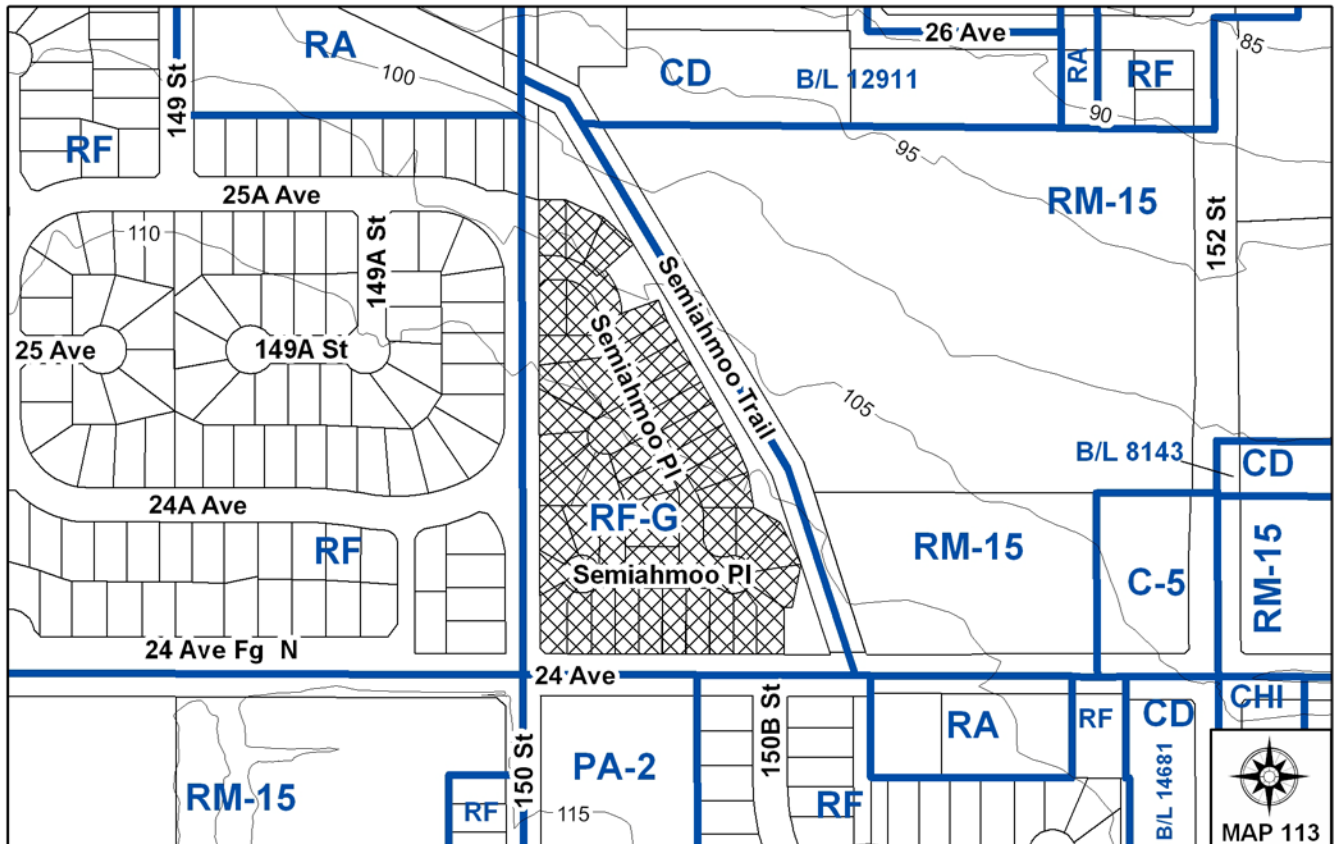 26 Ave
RA
CD
B/L 12911
RA
RF
85
100
149 St
90
RF
95
25A Ave
RM-15
110
149A St
152 St
Semiahmoo Trail
25 Ave
149A St
Semiahmoo Pl
105
B/L 8143
CD
24A Ave
RF-G
RF
RM-15
RM-15
C-5
Semiahmoo Pl
24 Ave Fg N
24 Ave
CHI
RA
RF
CD
150B St
150 St
PA-2
RM-15
RF
RF
115
B/L 14681
MAP 113